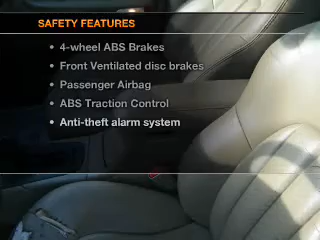 SAFETY FEATURES
• 4-wheel ABS Brakes
• Front Ventilated disc brakes
• Passenger Airbag
• ABS Traction Control
• Anti-theft alarm system